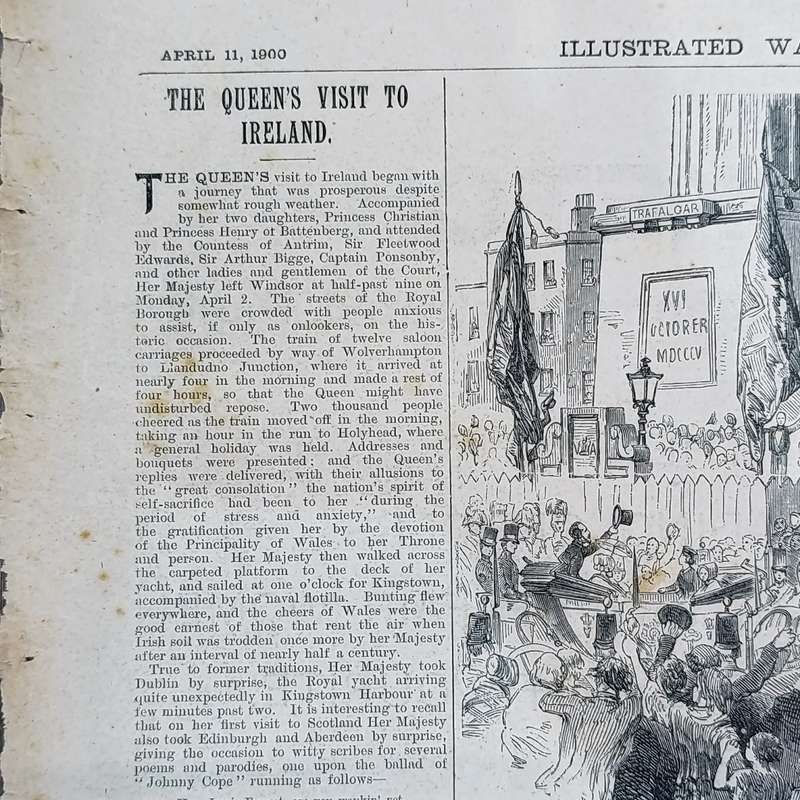 APRIL 11, 1900
ILLUSTRATED WA
THE QUEEN'S VISIT TO
IRELAND.
THE QUEEN'S visit to Ireland began with
a journey that was prosperous despite
somewhat rough weather. Accompanied
by her two daughters, Princess Christian
and Princess Henry of Battenberg, and attended
by the Countess of Antrim, Sir Fleetwood
Edwards, Sir Arthur Bigge, Captain Ponsonby,
and other ladies and gentlemen of the Court,
Her Majesty left Windsor at half-past nine on
Monday, April 2. The streets of the Royal
Borough were crowded with people anxious
to assist, if only as onlookers, on the his-
toric occasion. The train of twelve saloon
carriages proceeded by way of Wolverhampton
to Llandudno Junction, where it arrived at
nearly four in the morning and made a rest of
four hours, so that the Queen might have
undisturbed repose. Two thousand people
cheered as the train moved off in the morning,
taking an hour in the run to Holyhead, where
a general holiday was held. Addresses and
bouquets were presented; and the Queen's
replies were delivered, with their allusions to
the "great consolation" the nation's spirit of
self-sacrifice had been to her "during the
period of stress and anxiety," and to
the gratification given her by the devotion
of the Principality of Wales to her Throne
and person. Her Majesty then walked across
the carpeted platform to the deck of her
yacht, and sailed at one o'clock for Kingstown,
accompanied by the naval flotilla. Bunting flew
everywhere, and the cheers of Wales were the
good earnest of those that rent the air when
Irish soil was trodden once more by her Majesty
after an interval of nearly half a century.
True to former traditions, Her Majesty took
Dublin by surprise, the Royal yacht arriving
quite unexpectedly in Kingstown Harbour at a
few minutes past two. It is interesting to recall
that on her first visit to Scotland Her Majesty
also took Edinburgh and Aberdeen by surprise,
giving the occasion to witty scribes for several
poems and parodies, one upon the ballad of
"Johnny Cope" running as follows—
TRAFALGAR
XVI
OCTOBER
MDCCCV